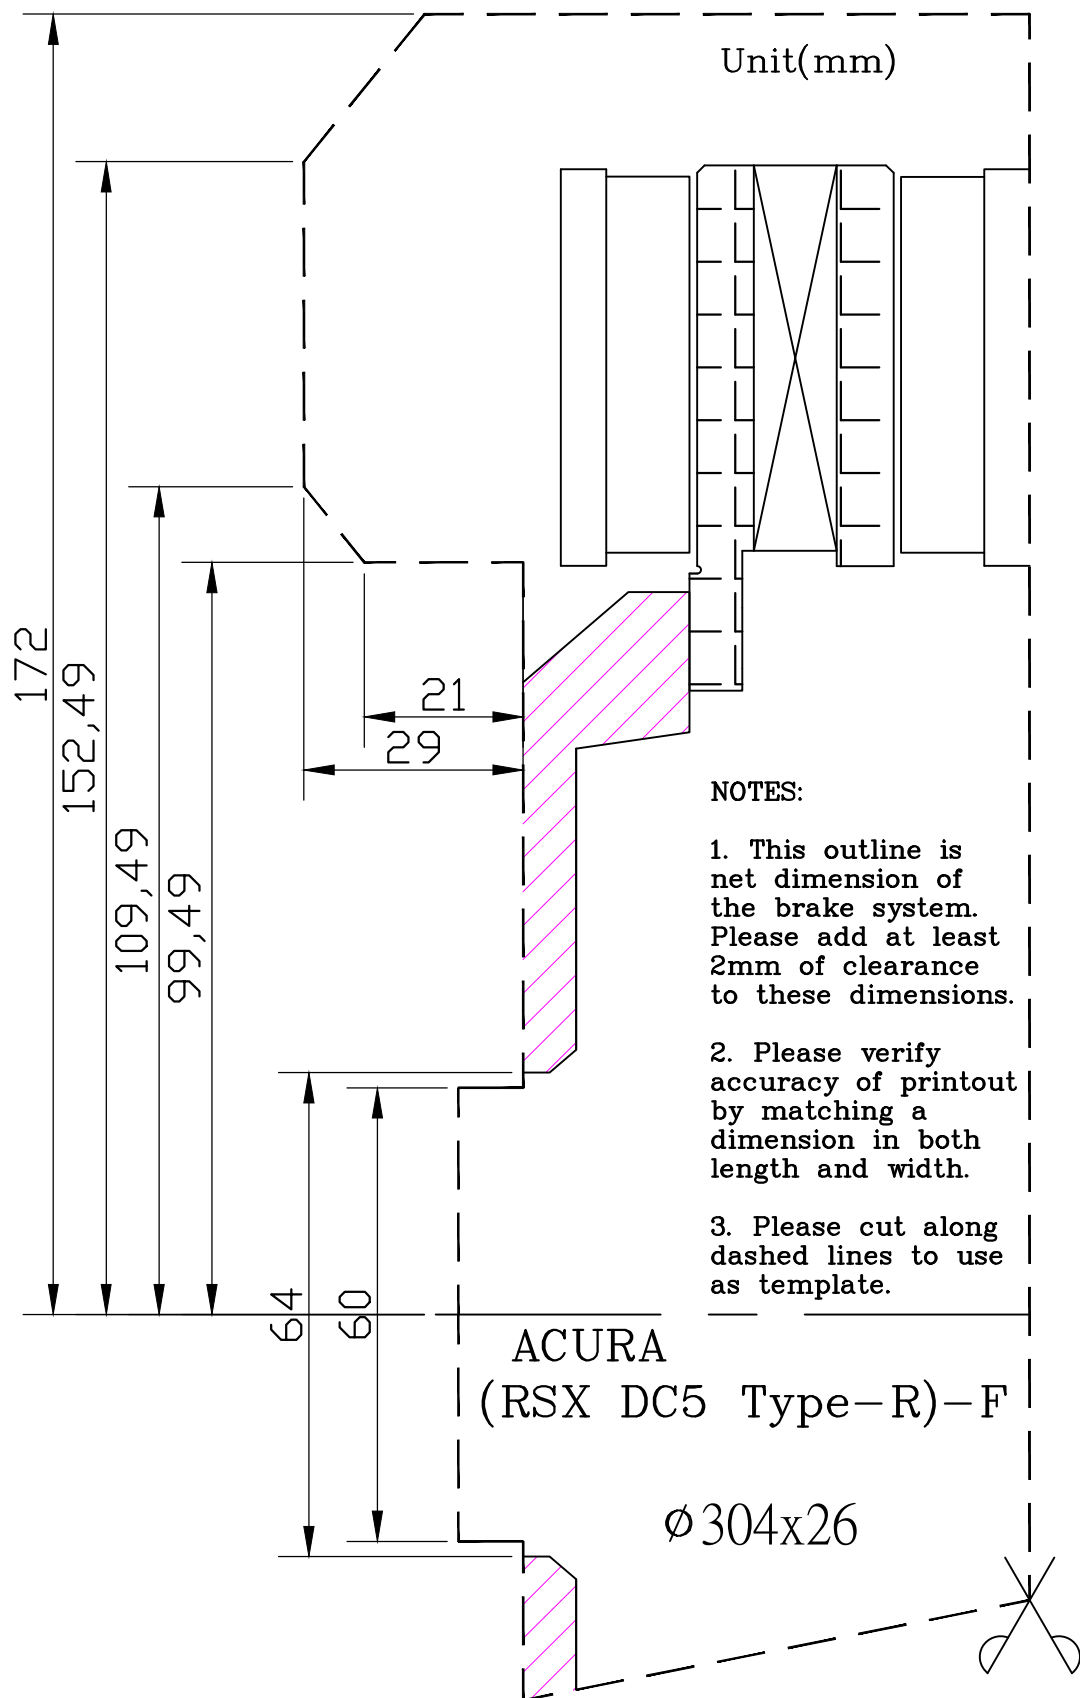 Unit(mm)
172
152,49
109,49
99,49
21
29
64
60
NOTES:
1. This outline is
net dimension of
the brake system.
Please add at least
2mm of clearance
to these dimensions.
2. Please verify
accuracy of printout
by matching a
dimension in both
length and width.
3. Please cut along
dashed lines to use
as template.
ACURA
(RSX DC5 Type-R)-F
Ø304x26